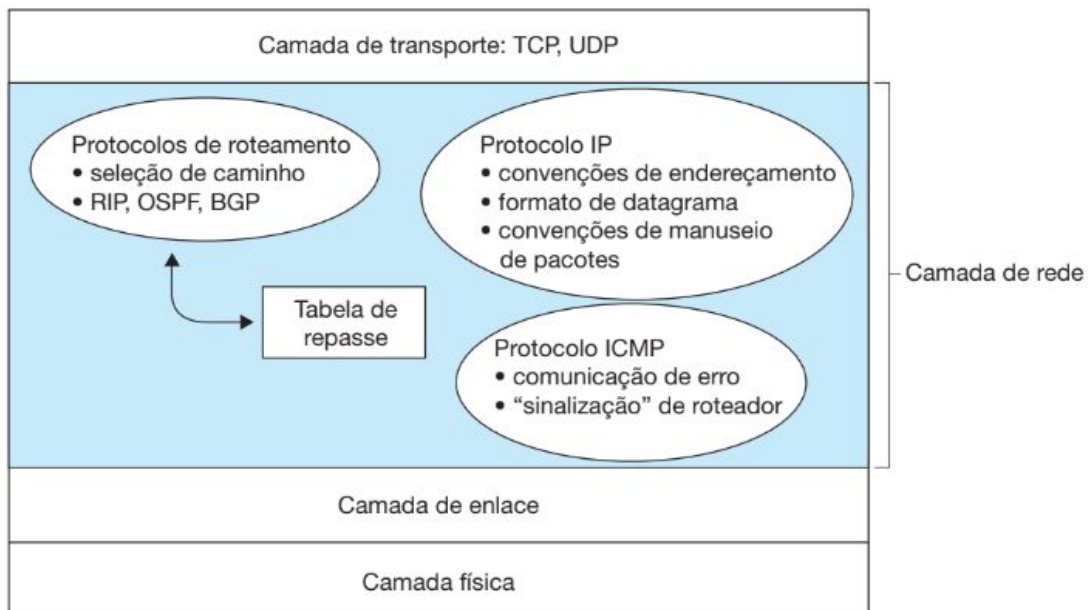 Camada de transporte: TCP, UDP
Protocolos de roteamento
• seleção de caminho
• RIP, OSPF, BGP
Tabela de
repasse
Protocolo IP
• convenções de endereçamento
• formato de datagrama
• convenções de manuseio
de pacotes
Protocolo ICMP
• comunicação de erro
• “sinalização” de roteador
Camada de rede
Camada de enlace
Camada física